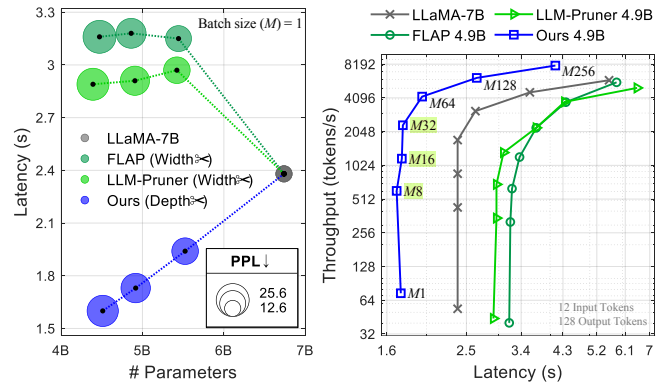 Batch size (M) = 1
3.3
3
2.7
2.4
2.1
1.8
1.5
Latency (s)
LLaMA-7B
FLAP (Width✂)
LLM-Pruner (Width✂)
Ours (Depth✂)
PPL↓
25.6
12.6
4B 5B 6B 7B
# Parameters
LLaMA-7B LLM-Pruner 4.9B
FLAP 4.9B Ours 4.9B
8192
4096
2048
1024
512
256
128
64
32
Throughput (tokens/s)
M256
M128
M64
M32
M16
M8
M1
12 Input Tokens
128 Output Tokens
1.6 2.5 3.4 4.3 5.2 6.1 7
Latency (s)